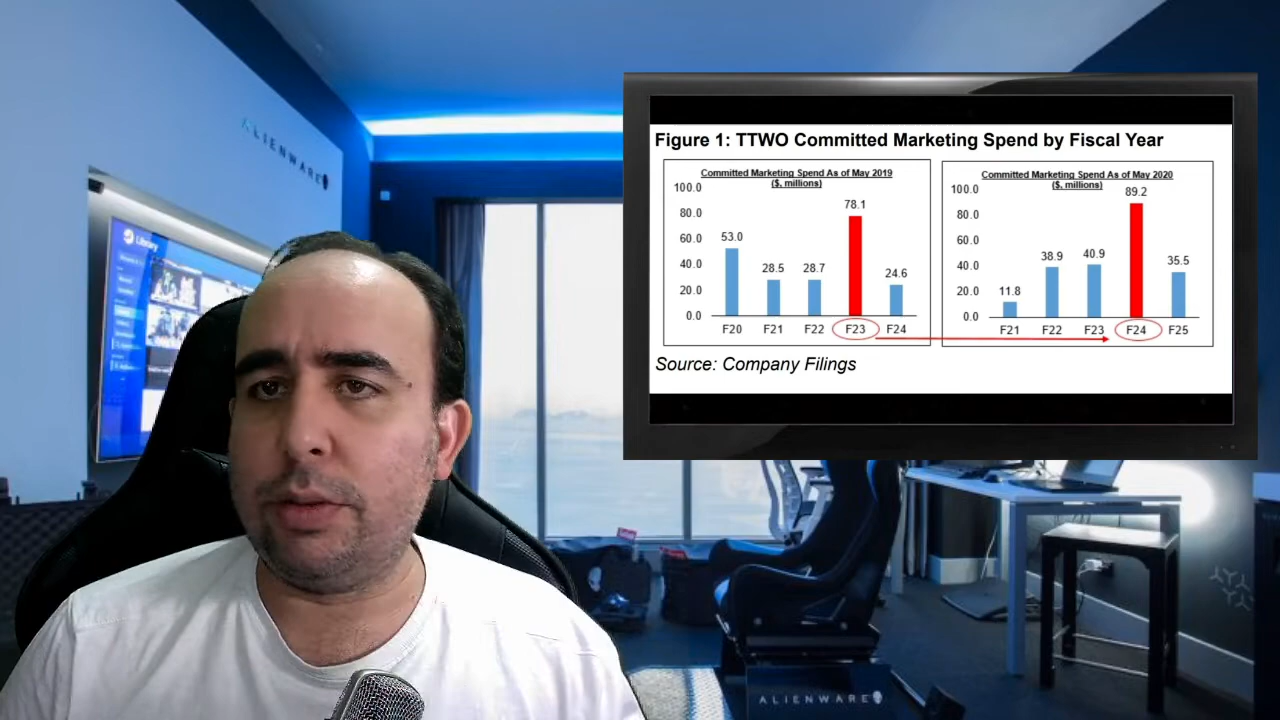 ALIENWARE
Library
Figure 1: TTWO Committed Marketing Spend by Fiscal Year
Committed Marketing Spend As of May 2019
($, millions)
100.0
80.0
60.0
40.0
20.0
0.0
53.0
28.5
28.7
78.1
24.6
F20
F21
F22
F23
F24
Committed Marketing Spend As of May 2020
($, millions)
100.0
80.0
60.0
40.0
20.0
0.0
11.8
38.9
40.9
89.2
35.5
F21
F22
F23
F24
F25
Source: Company Filings
ALIENWARE